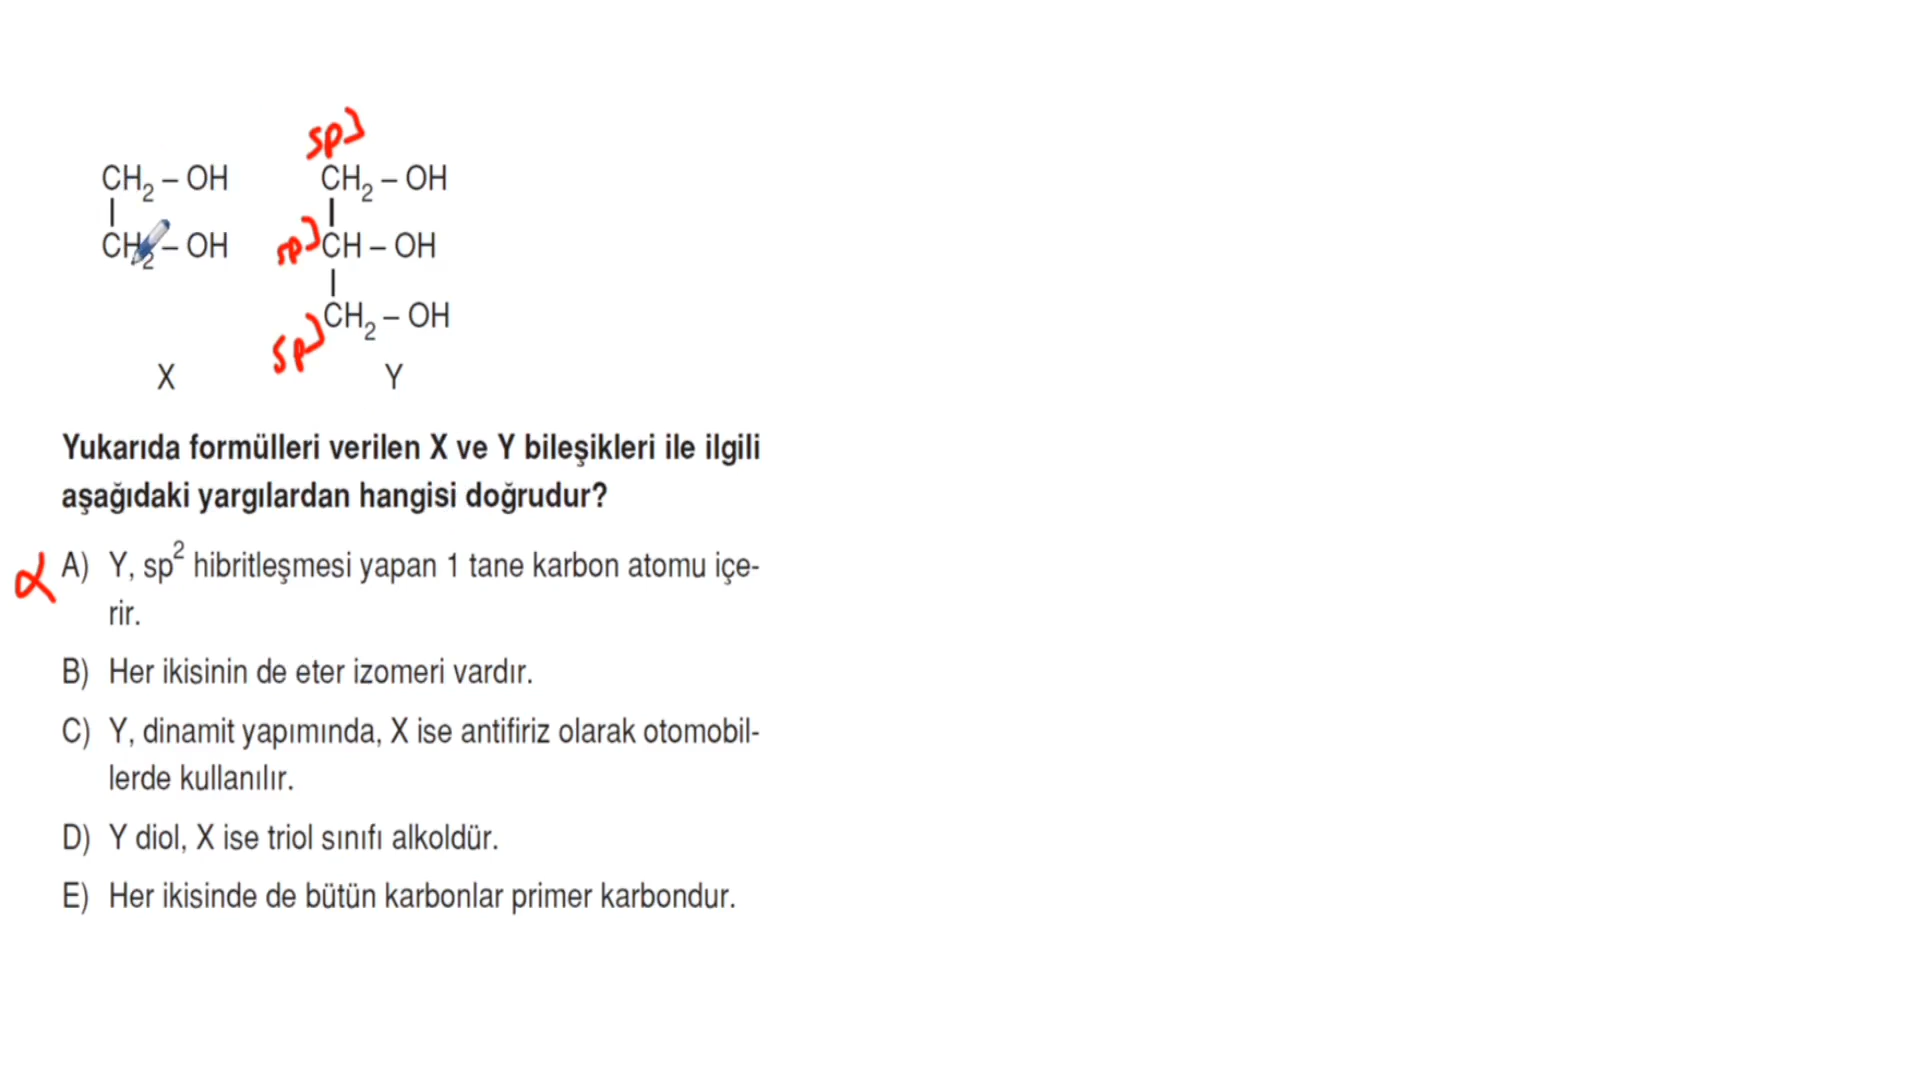 sp3
CH2 – OH CH2 – OH
CH2 – OH sp3 CH – OH
CH2 – OH
sp3
X Y
Yukarıda formülleri verilen X ve Y bileşikleri ile ilgili
aşağıdaki yargılardan hangisi doğrudur?
A) Y, sp2 hibritleşmesi yapan 1 tane karbon atomu içe-
rir.
B) Her ikisinin de eter izomeri vardır.
C) Y, dinamit yapımında, X ise antifiriz olarak otomobil-
lerde kullanılır.
D) Y diol, X ise triol sınıfı alkoldür.
E) Her ikisinde de bütün karbonlar primer karbondur.